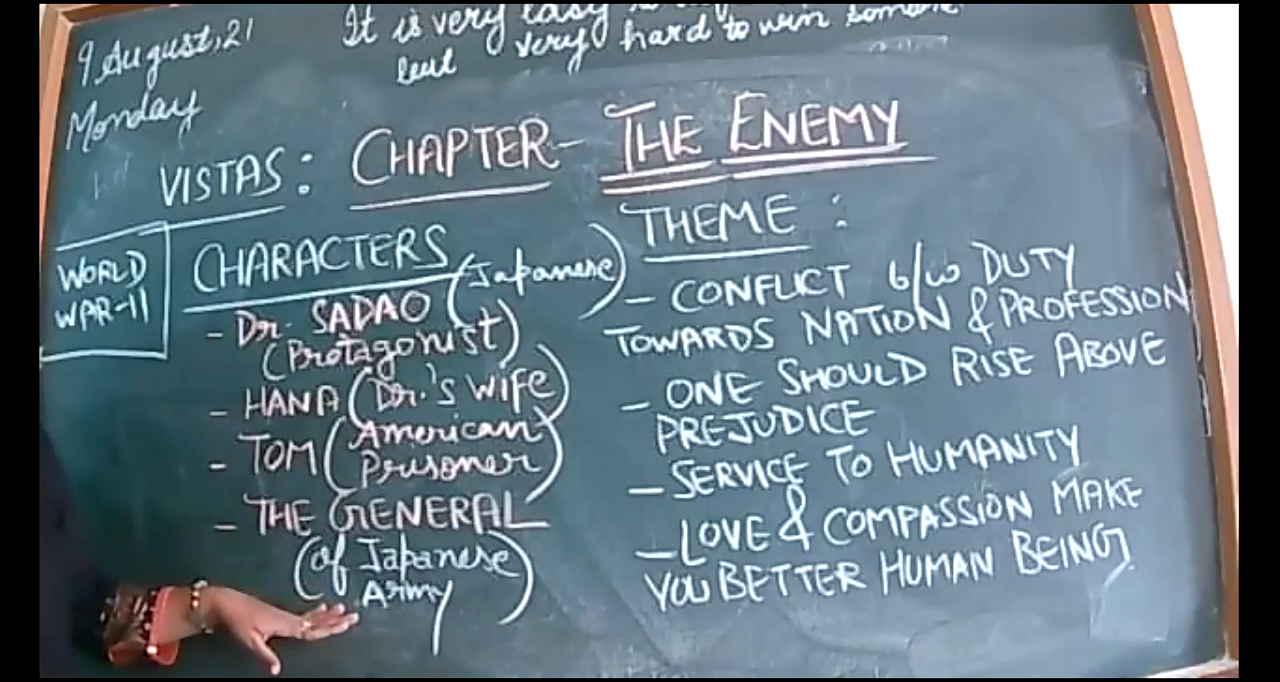 9 August, 21
Monday
It is very easy
but very hard to win
VISTAS: CHAPTER- THE ENEMY
WORLD
WAR-11
CHARACTERS
- Dr. SADAO (Japanese)
(Protagonist)
- HANA (Dr.'s WIFE)
- TOM (American
Prisoner)
- THE GENERAL
(of Japanese
Army)
THEME :
- CONFLICT b/w DUTY
TOWARDS NATION & PROFESSION
- ONE SHOULD RISE ABOVE
PREJUDICE
- SERVICE TO HUMANITY
- LOVE & COMPASSION MAKE
YOU BETTER HUMAN BEING.